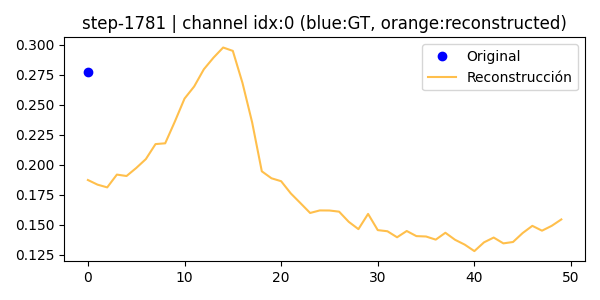 step-1781 | channel idx:0 (blue:GT, orange:reconstructed)
0.300
0.275
0.250
0.225
0.200
0.175
0.150
0.125
Original
Reconstrucción
0 10 20 30 40 50